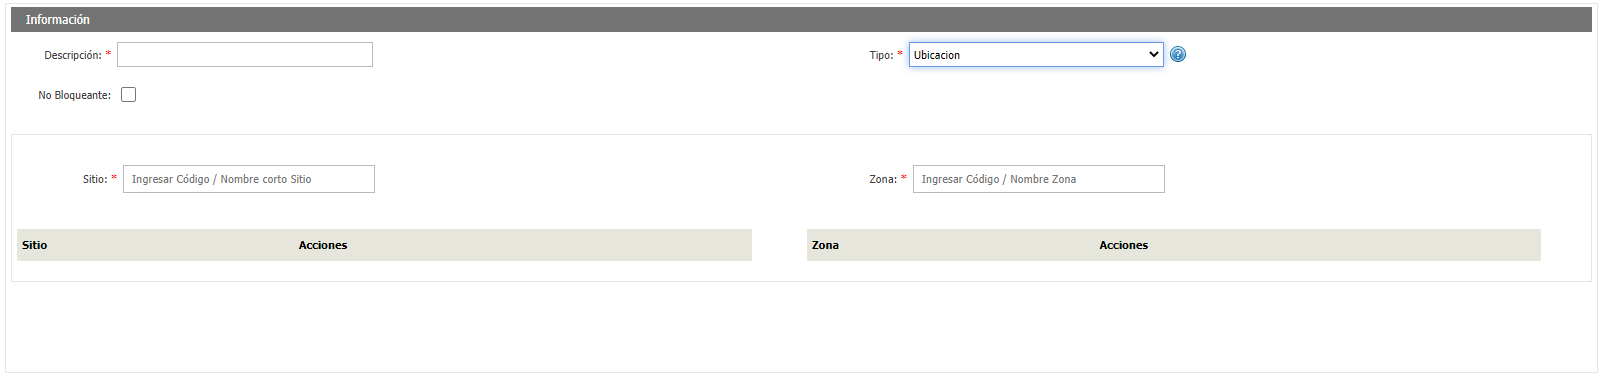 Información
Descripción: * Tipo: * Ubicacion ?
No Bloqueante:
Sitio: * Ingresar Código / Nombre corto Sitio Zona: * Ingresar Código / Nombre Zona
Sitio Acciones Zona Acciones